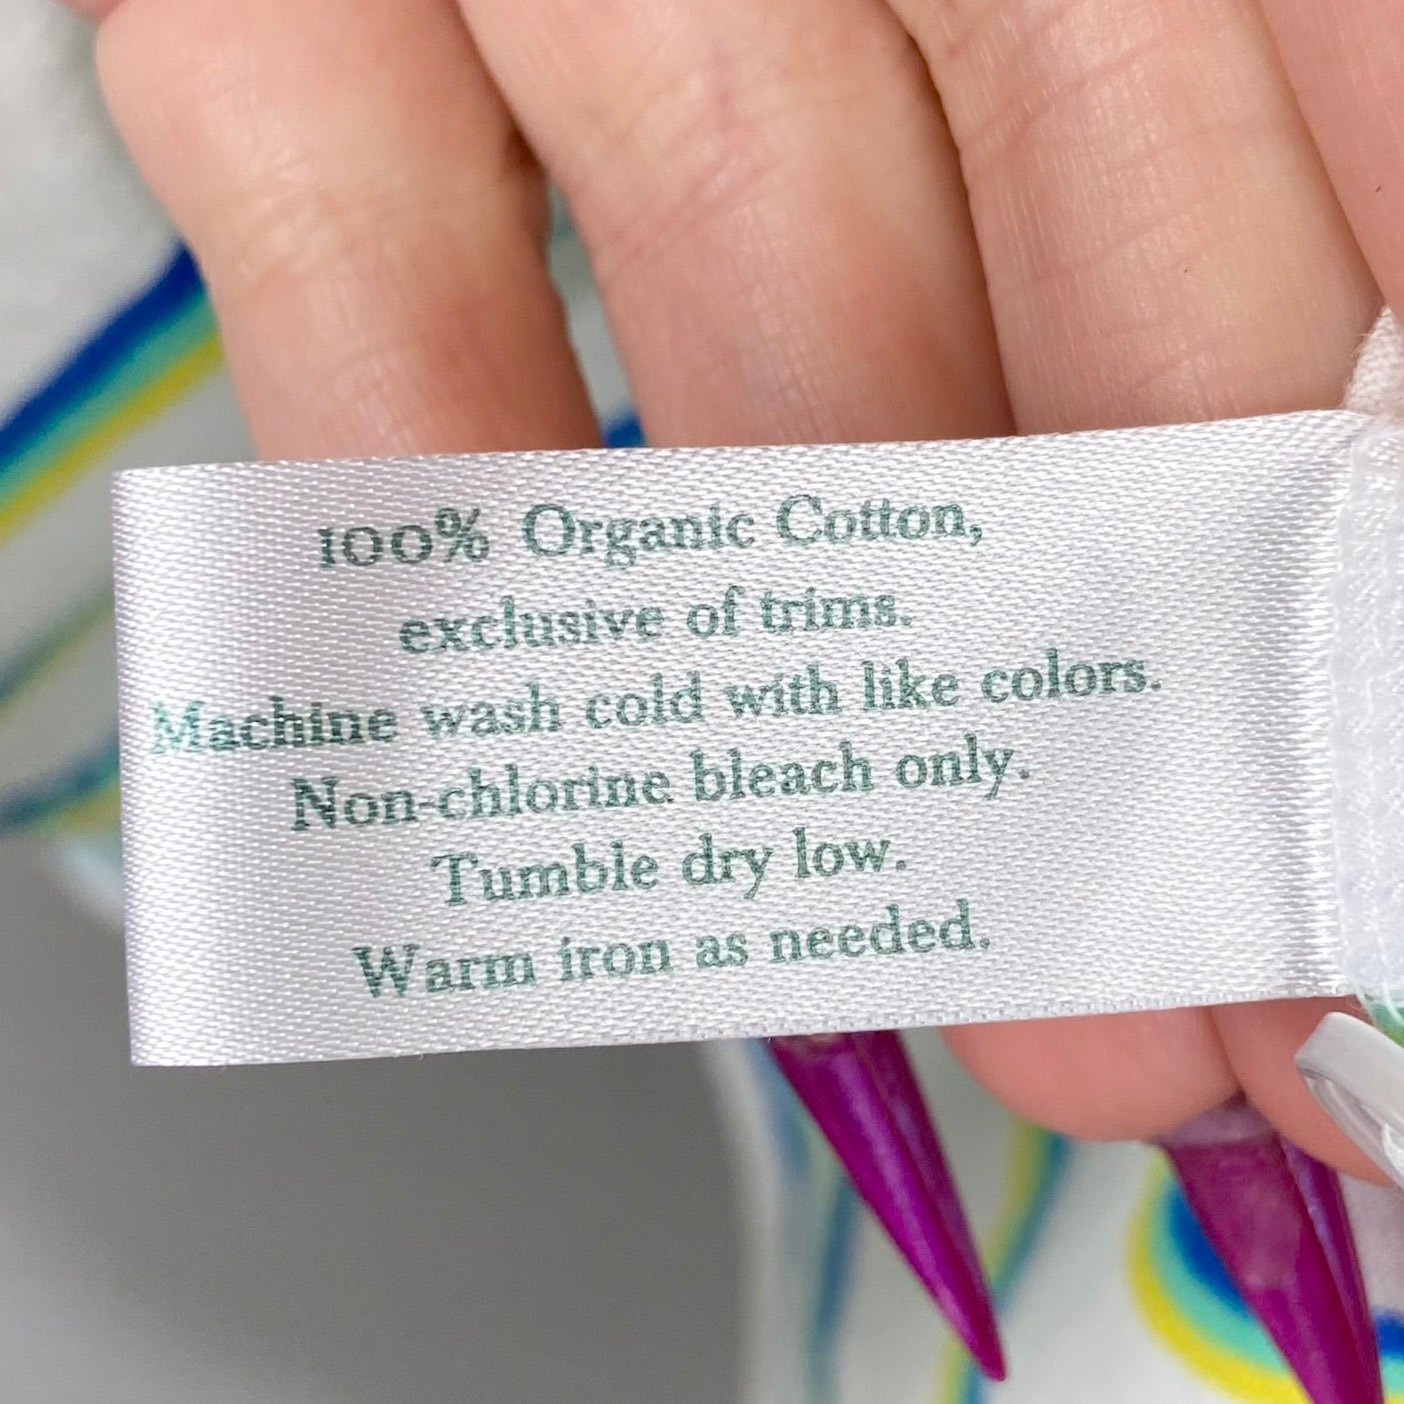 100% Organic Cotton,
exclusive of trims.
Machine wash cold with like colors.
Non-chlorine bleach only.
Tumble dry low.
Warm iron as needed.